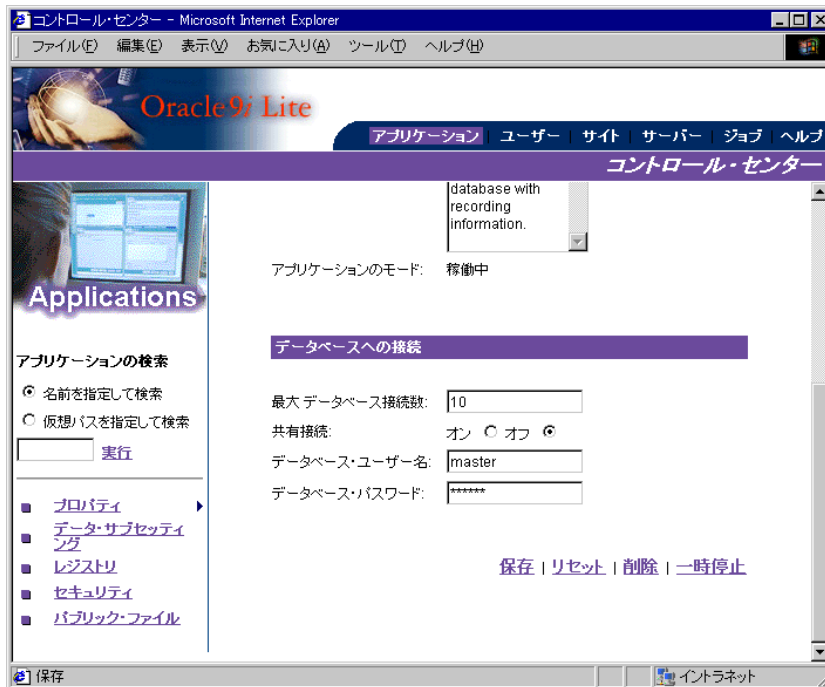 コントロール・センター - Microsoft Internet Explorer
ファイル(F) 編集(E) 表示(V) お気に入り(A) ツール(T) ヘルプ(H)
Oracle9i Lite
アプリケーション ユーザー サイト サーバー ジョブ ヘルプ
コントロール・センター
Applications
アプリケーションの検索
名前を指定して検索
仮想パスを指定して検索
実行
プロパティ
データ・サブセッティ
ング
レジストリ
セキュリティ
パブリック・ファイル
database with
recording
information.
アプリケーションのモード: 稼働中
データベースへの接続
最大 データベース接続数: 10
共有接続: オン オフ
データベース・ユーザー名: master
データベース・パスワード: ******
保存 | リセット | 削除 | 一時停止
保存
イントラネット